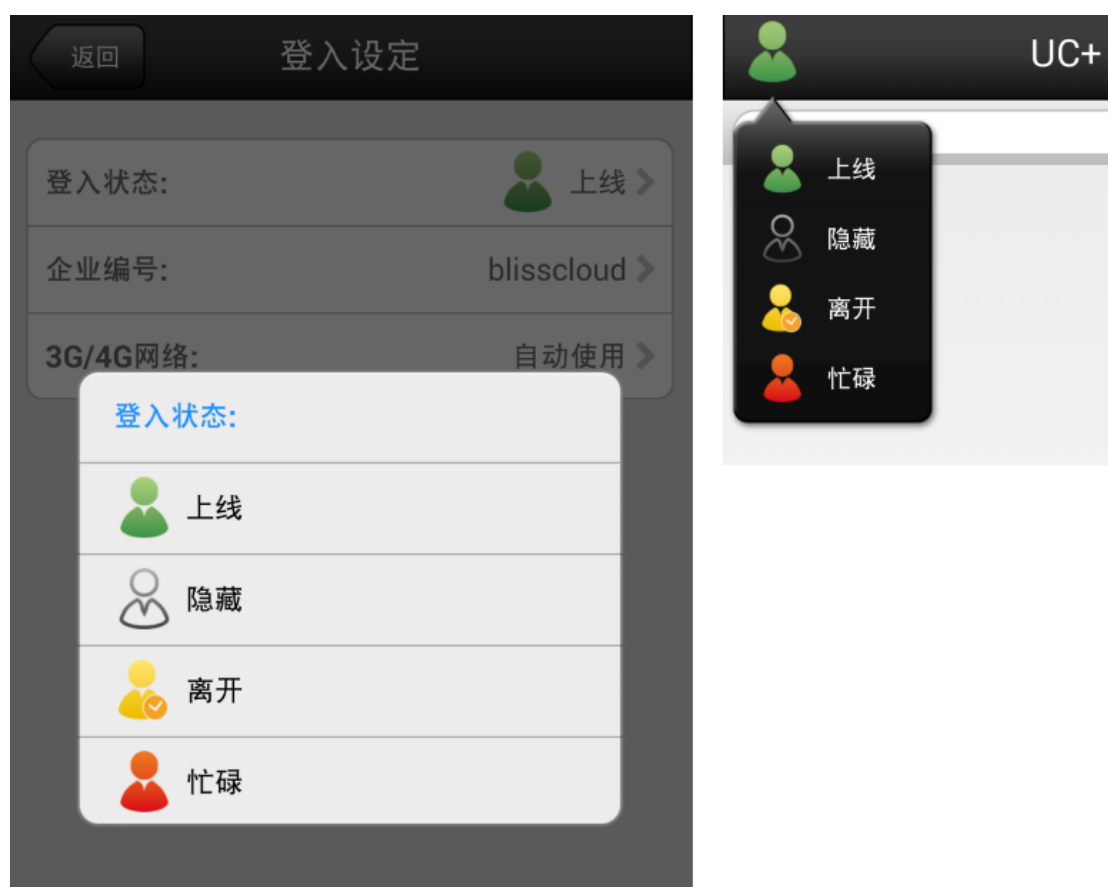 返回
登入设定
登入状态:
上线
企业编号:
blisscloud
3G/4G网络:
自动使用
登入状态:
上线
隐藏
离开
忙碌
UC+
上线
隐藏
离开
忙碌